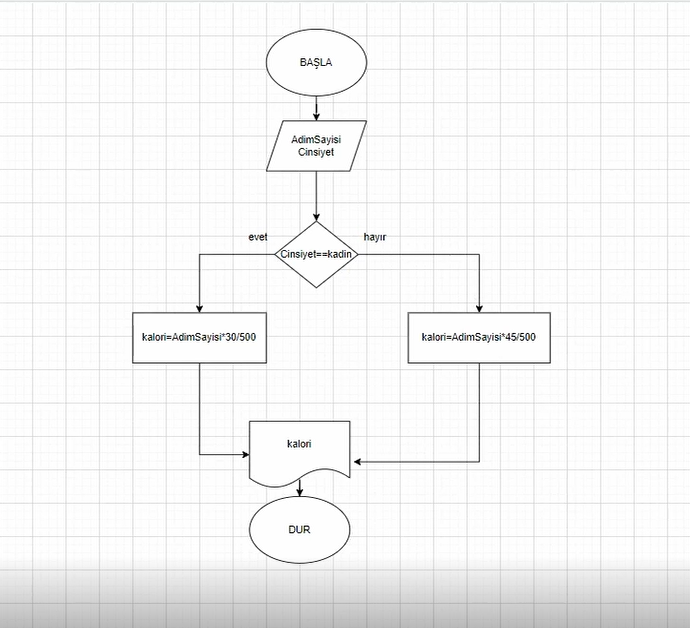 BAŞLA
AdimSayisi
Cinsiyet
evet
hayır
Cinsiyet==kadin
kalori=AdimSayisi*30/500
kalori=AdimSayisi*45/500
kalori
DUR